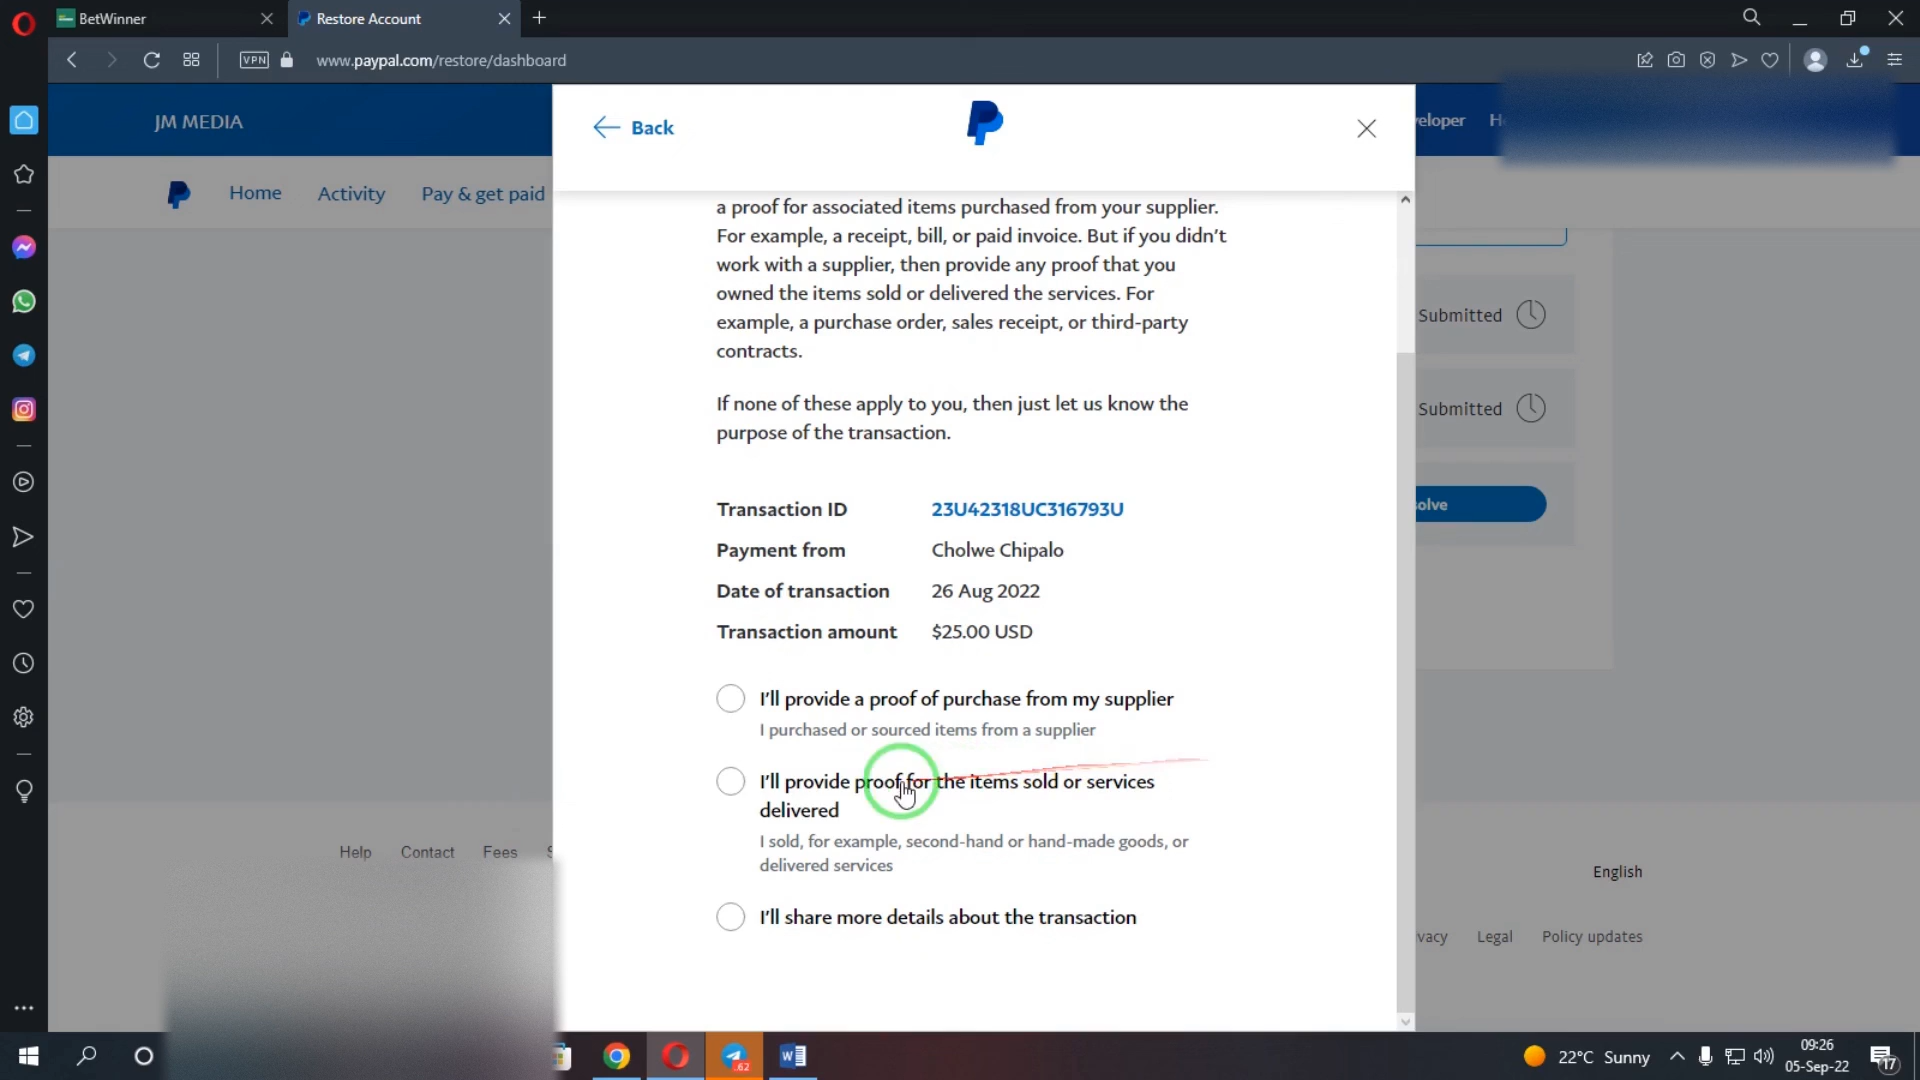 BetWinner
Restore Account
VPN
www.paypal.com/restore/dashboard
JM MEDIA
Back
veloper
Home
Activity
Pay & get paid
a proof for associated items purchased from your supplier.
For example, a receipt, bill, or paid invoice. But if you didn't
work with a supplier, then provide any proof that you
owned the items sold or delivered the services. For
example, a purchase order, sales receipt, or third-party
contracts.
If none of these apply to you, then just let us know the
purpose of the transaction.
Submitted
Submitted
solve
Transaction ID 23U42318UC316793U
Payment from Cholwe Chipalo
Date of transaction 26 Aug 2022
Transaction amount $25.00 USD
I'll provide a proof of purchase from my supplier
I purchased or sourced items from a supplier
I'll provide proof for the items sold or services
delivered
I sold, for example, second-hand or hand-made goods, or
delivered services
I'll share more details about the transaction
Help Contact Fees
English
vacy Legal Policy updates
62
22°C Sunny
09:26
05-Sep-22
17